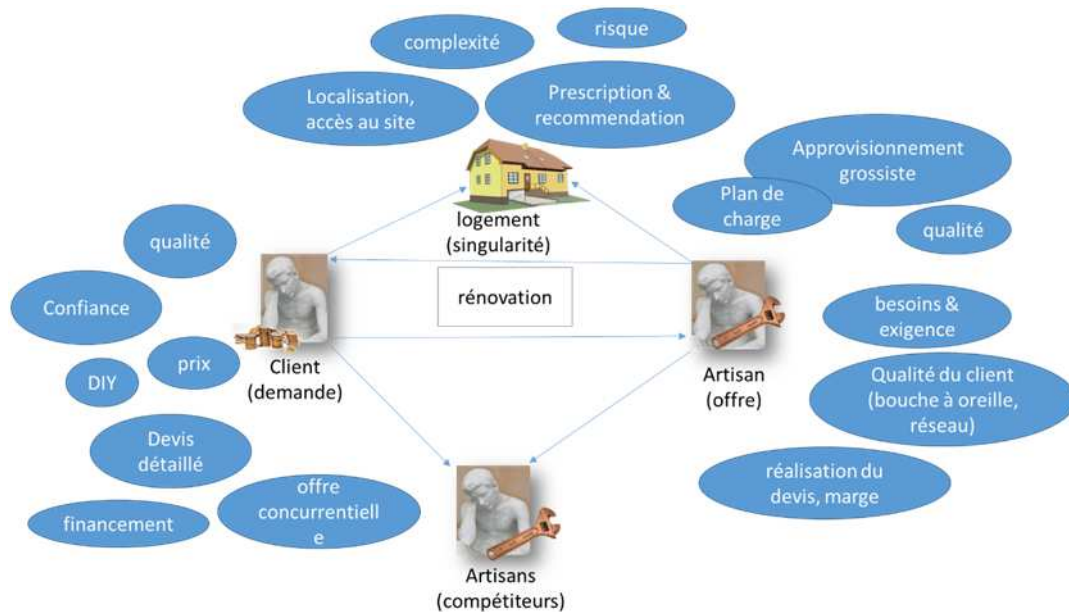 complexité
risque
Localisation,
accès au site
Prescription &
recommendation
Approvisionnement
grossiste
Plan de
charge
qualité
logement
(singularité)
qualité
Confiance
prix
DIY
Devis
détaillé
financement
offre
concurrentiell
e
Client
(demande)
rénovation
Artisan
(offre)
besoins &
exigence
Qualité du client
(bouche à oreille,
réseau)
réalisation du
devis, marge
Artisans
(compétiteurs)